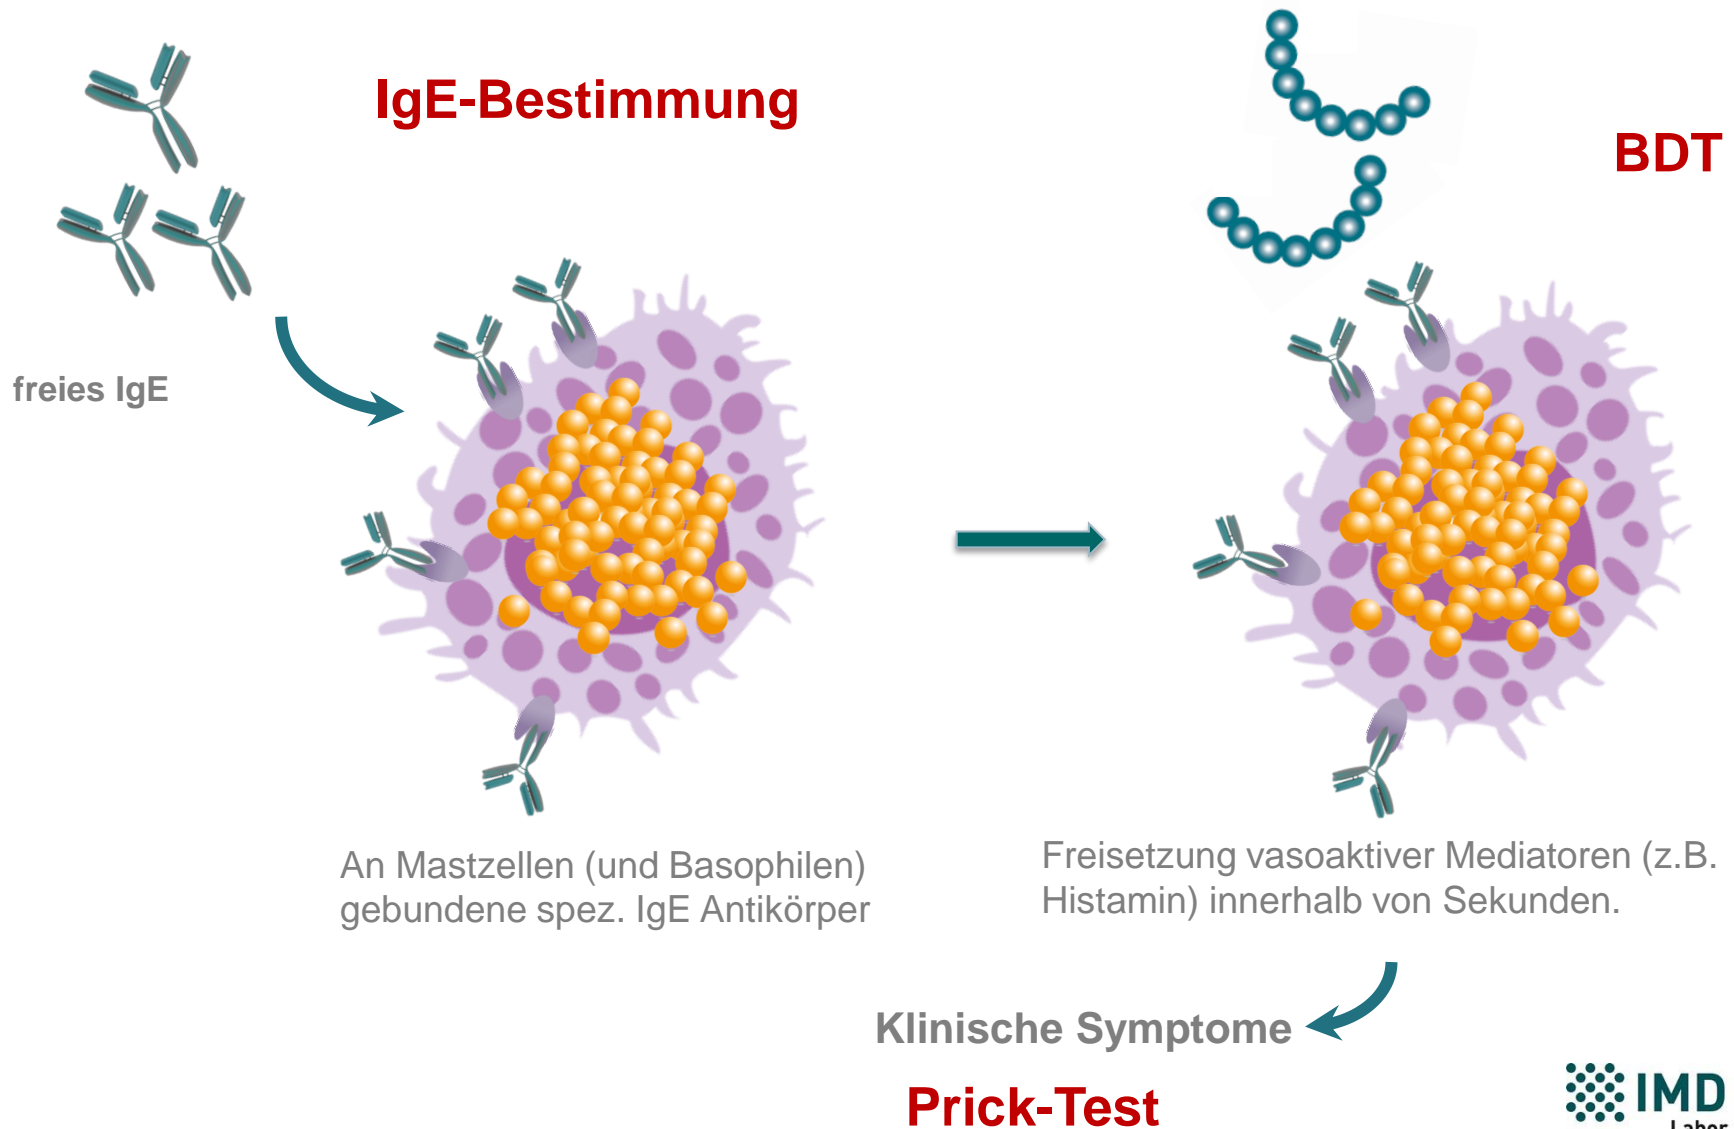 IgE-Bestimmung
BDT
freies IgE
An Mastzellen (und Basophilen)
gebundene spez. IgE Antikörper
Freisetzung vasoaktiver Mediatoren (z.B.
Histamin) innerhalb von Sekunden.
Klinische Symptome
Prick-Test
IMD
Labor